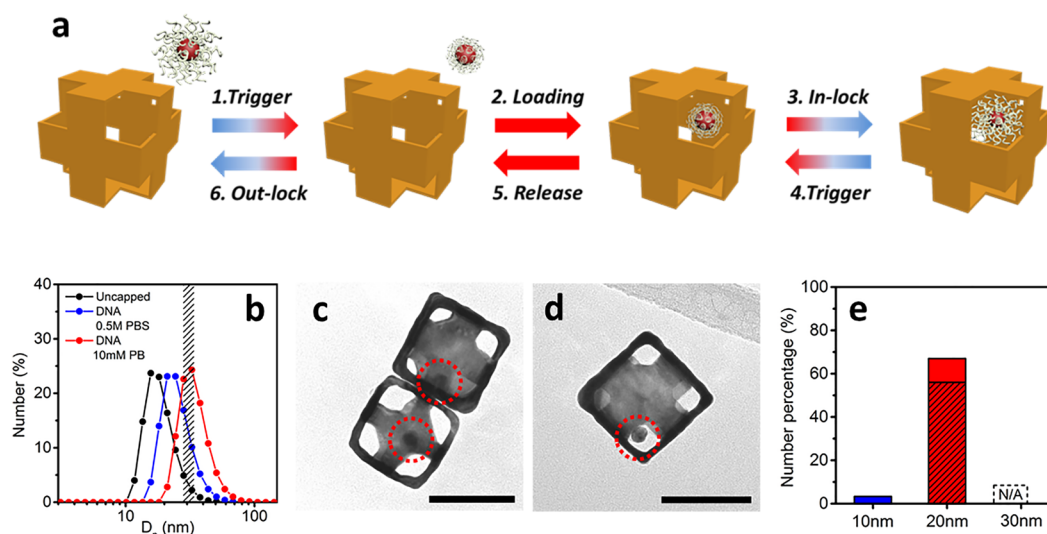 a
1.Trigger
2. Loading
3. In-lock
6. Out-lock
5. Release
4.Trigger
b
Uncapped
DNA
0.5M PBS
DNA
10mM PB
40
30
20
10
0
Number (%)
10
100
c
d
e
100
80
60
40
20
0
Number percentage (%)
N/A
10nm
20nm
30nm